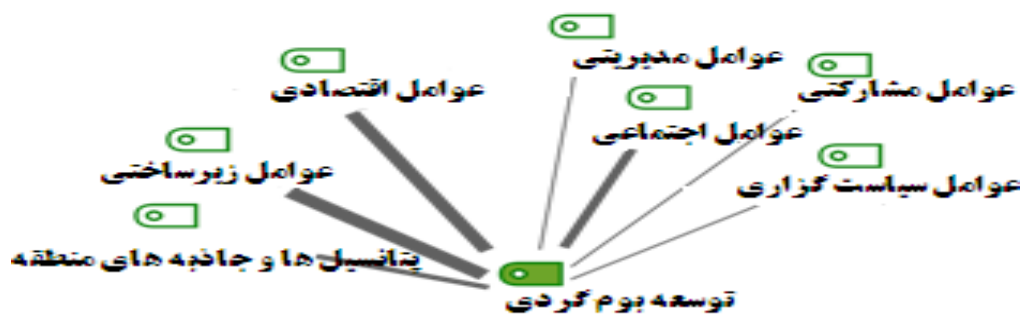 عوامل مدیریتی
عوامل مشارکتی
عوامل اقتصادی
عوامل اجتماعی
عوامل سیاست گزاری
عوامل زیرساختی
پتانسیل ها و جاذبه های منطقه
توسعه بوم گردی